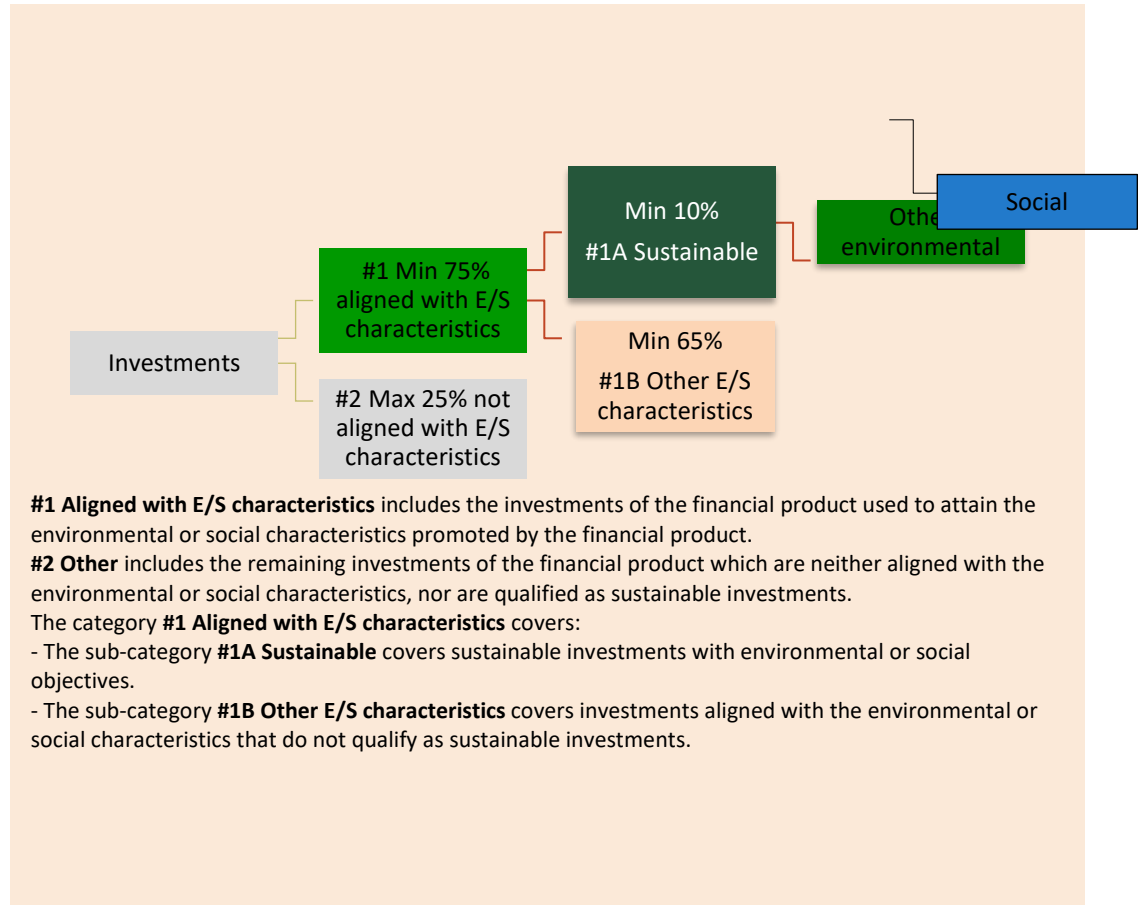 Investments
#1 Min 75%
aligned with E/S
characteristics
#2 Max 25% not
aligned with E/S
characteristics
Min 10%
#1A Sustainable
Min 65%
#1B Other E/S
characteristics
environmental
Social
#1 Aligned with E/S characteristics includes the investments of the financial product used to attain the
environmental or social characteristics promoted by the financial product.
#2 Other includes the remaining investments of the financial product which are neither aligned with the
environmental or social characteristics, nor are qualified as sustainable investments.
The category #1 Aligned with E/S characteristics covers:
- The sub-category #1A Sustainable covers sustainable investments with environmental or social
objectives.
- The sub-category #1B Other E/S characteristics covers investments aligned with the environmental or
social characteristics that do not qualify as sustainable investments.